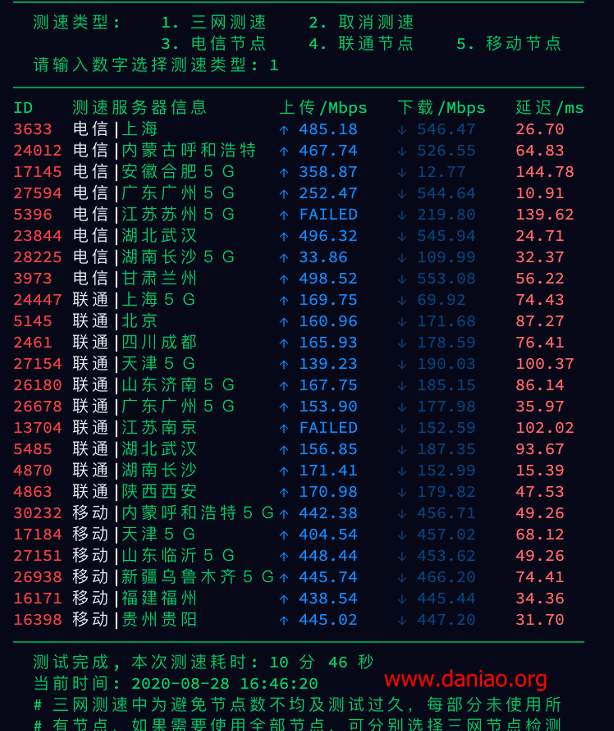 测速类型: 1. 三网测速 2. 取消测速
3. 电信节点 4. 联通节点 5. 移动节点
请输入数字选择测速类型: 1
ID 测速服务器信息 上传/Mbps 下载/Mbps 延迟/ms
3633 电信|上海 ↑ 485.18 ↓ 546.47 26.70
24012 电信|内蒙古呼和浩特 ↑ 467.74 ↓ 526.55 64.83
17145 电信|安徽合肥５Ｇ ↑ 358.87 ↓ 12.77 144.78
27594 电信|广东广州５Ｇ ↑ 252.47 ↓ 544.64 10.91
5396 电信|江苏苏州５Ｇ ↑ FAILED ↓ 219.80 139.62
23844 电信|湖北武汉 ↑ 496.32 ↓ 545.94 24.71
28225 电信|湖南长沙５Ｇ ↑ 33.86 ↓ 109.99 32.37
3973 电信|甘肃兰州 ↑ 498.52 ↓ 553.08 56.22
24447 联通|上海５Ｇ ↑ 169.75 ↓ 69.92 74.43
5145 联通|北京 ↑ 160.96 ↓ 171.68 87.27
2461 联通|四川成都 ↑ 165.93 ↓ 178.59 76.41
27154 联通|天津５Ｇ ↑ 139.23 ↓ 190.03 100.37
26180 联通|山东济南５Ｇ ↑ 167.75 ↓ 185.15 86.14
26678 联通|广东广州５Ｇ ↑ 153.90 ↓ 177.98 35.97
13704 联通|江苏南京 ↑ FAILED ↓ 152.59 102.02
5485 联通|湖北武汉 ↑ 156.85 ↓ 187.35 93.67
4870 联通|湖南长沙 ↑ 171.41 ↓ 152.99 15.39
4863 联通|陕西西安 ↑ 170.98 ↓ 179.82 47.53
30232 移动|内蒙呼和浩特５Ｇ ↑ 442.38 ↓ 456.71 49.26
17184 移动|天津５Ｇ ↑ 404.54 ↓ 457.02 68.12
27151 移动|山东临沂５Ｇ ↑ 448.44 ↓ 453.62 49.26
26938 移动|新疆乌鲁木齐５Ｇ ↑ 445.74 ↓ 466.20 74.41
16171 移动|福建福州 ↑ 438.54 ↓ 445.44 34.36
16398 移动|贵州贵阳 ↑ 445.02 ↓ 447.20 31.70
测试完成, 本次测速耗时: 10 分 46 秒
当前时间: 2020-08-28 16:46:20
www.daniao.org
# 三网测速中为避免节点数不均及测试过久, 每部分未使用所
# 有节点, 如果需要使用全部节点, 可分别选择三网节点检测